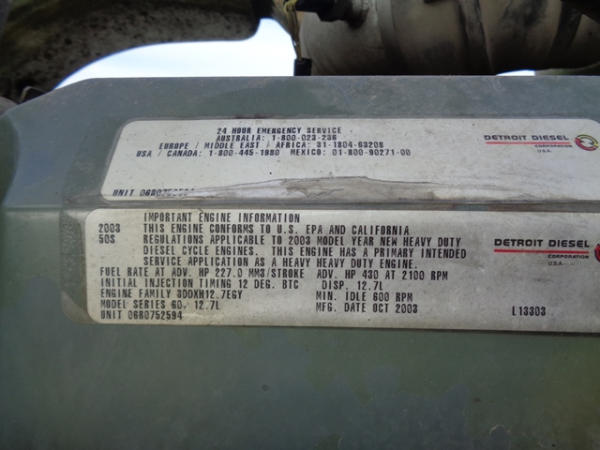 24 HOUR EMERGENCY SERVICE
AUSTRALIA: 1-800-023-236
EUROPE / MIDDLE EAST / AFRICA: 31-1804-63208
USA / CANADA: 1-800-445-1980 MEXICO: 01-800-90271-00
DETROIT DIESEL
CORPORATION
U.S.A.
UNIT
IMPORTANT ENGINE INFORMATION
2003 THIS ENGINE CONFORMS TO U.S. EPA AND CALIFORNIA
50S REGULATIONS APPLICABLE TO 2003 MODEL YEAR NEW HEAVY DUTY
DIESEL CYCLE ENGINES. THIS ENGINE HAS A PRIMARY INTENDED
SERVICE APPLICATION AS A HEAVY HEAVY DUTY ENGINE.
FUEL RATE AT ADV. HP 227.0 MM3/STROKE ADV. HP 430 AT 2100 RPM
INITIAL INJECTION TIMING 12 DEG. BTC DISP. 12.7L
ENGINE FAMILY 3DDXH12.7EGY MIN. IDLE 600 RPM
MODEL SERIES 60, 12.7L MFG. DATE OCT 2003
UNIT 06R0752594
DETROIT DIESEL
CORPORATION
U.S.A.
L13303